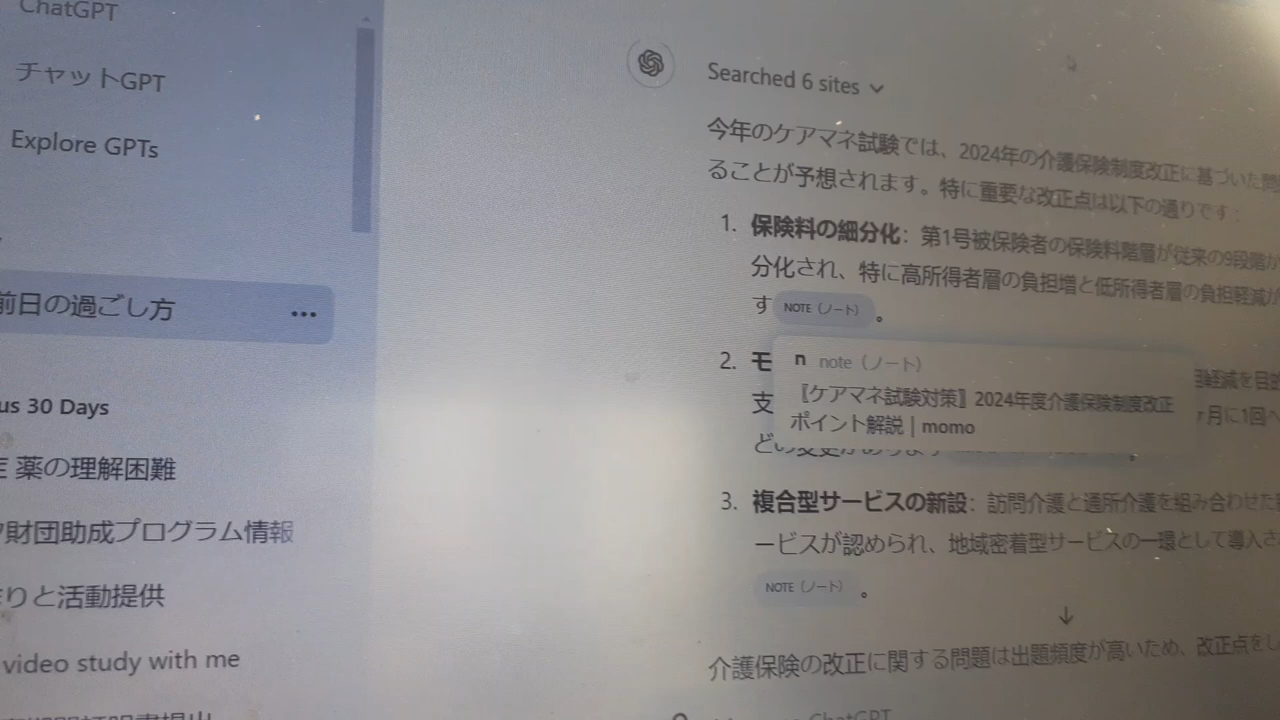 ChatGPT
チャットGPT
Explore GPTs
前日の過ごし方
us 30 Days
薬の理解困難
財団助成プログラム情報
りと活動提供
video study with me
Searched 6 sites
今年のケアマネ試験では、2024年の介護保険制度改正に基づいた問
ることが予想されます。特に重要な改正点は以下の通りです：
1. 保険料の細分化： 第1号被保険者の保険料階層が従来の9段階か
分化され、特に高所得者層の負担増と低所得者層の負担軽減が
す NOTE（ノート） 。
2. モ
軽減を目的
n note（ノート）
〖ケアマネ試験対策〗2024年度介護保険制度改正
ポイント解説 | momo
支
月に1回へ
3. 複合型サービスの新設： 訪問介護と通所介護を組み合わせた
ービスが認められ、地域密着型サービスの一環として導入さ
NOTE（ノート） 。
介護保険の改正に関する問題は出題頻度が高いため、改正点をし
ChatGPT